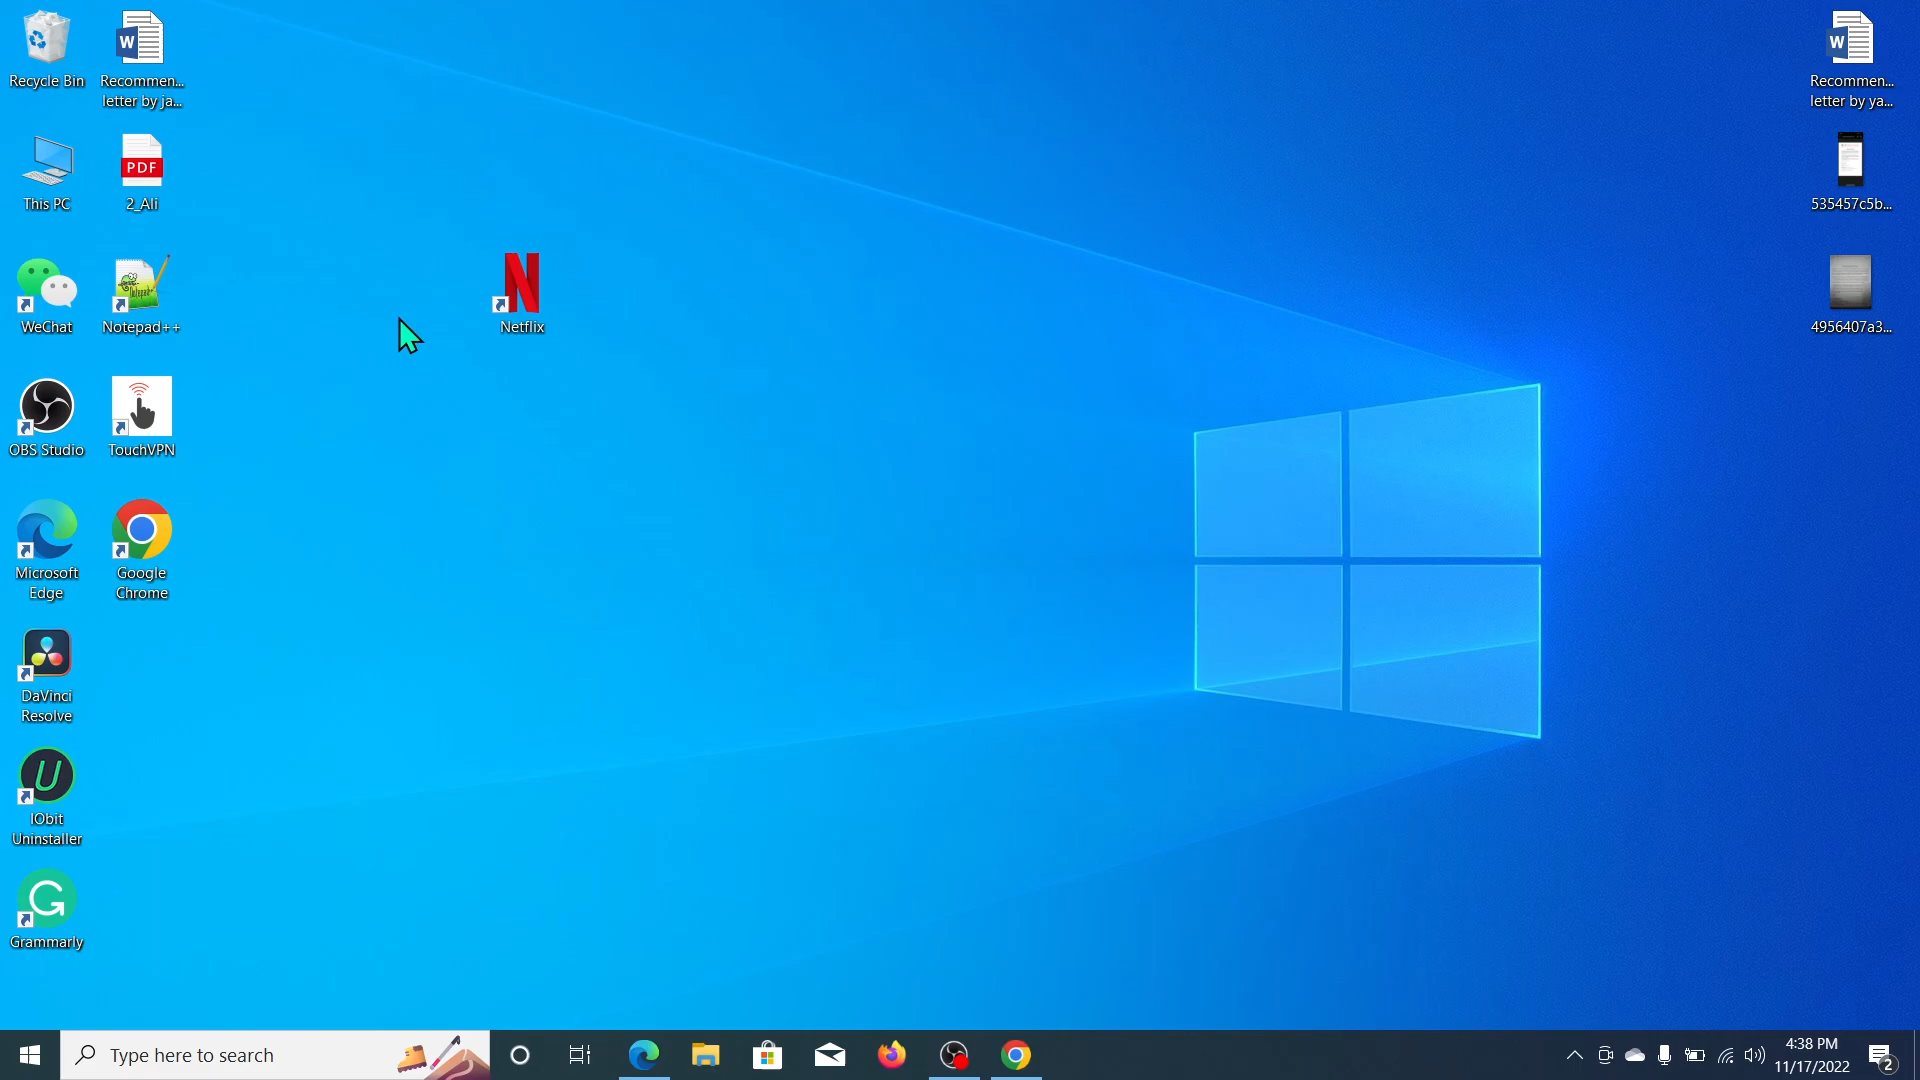 Recycle Bin
Recommen...
letter by ja...
This PC
PDF
2_Ali
WeChat
Notepad++
OBS Studio
TouchVPN
Microsoft
Edge
Google
Chrome
DaVinci
Resolve
IObit
Uninstaller
Grammarly
Netflix
Recommen...
letter by ya...
535457c5b...
4956407a3...
Type here to search
4:38 PM
11/17/2022
2